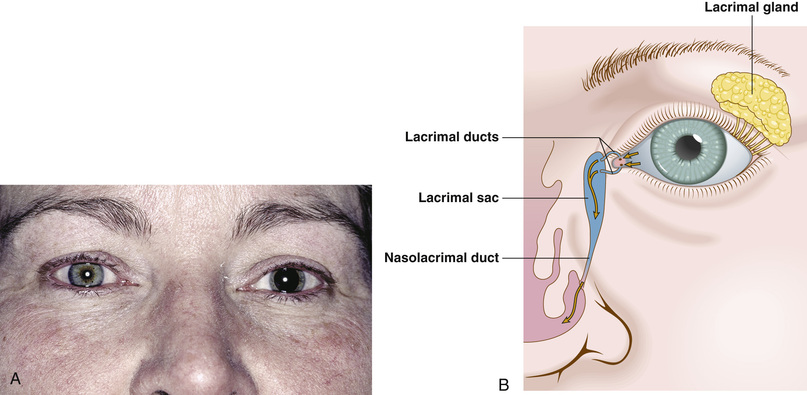 Lacrimal gland
Lacrimal ducts
Lacrimal sac
Nasolacrimal duct
A
B